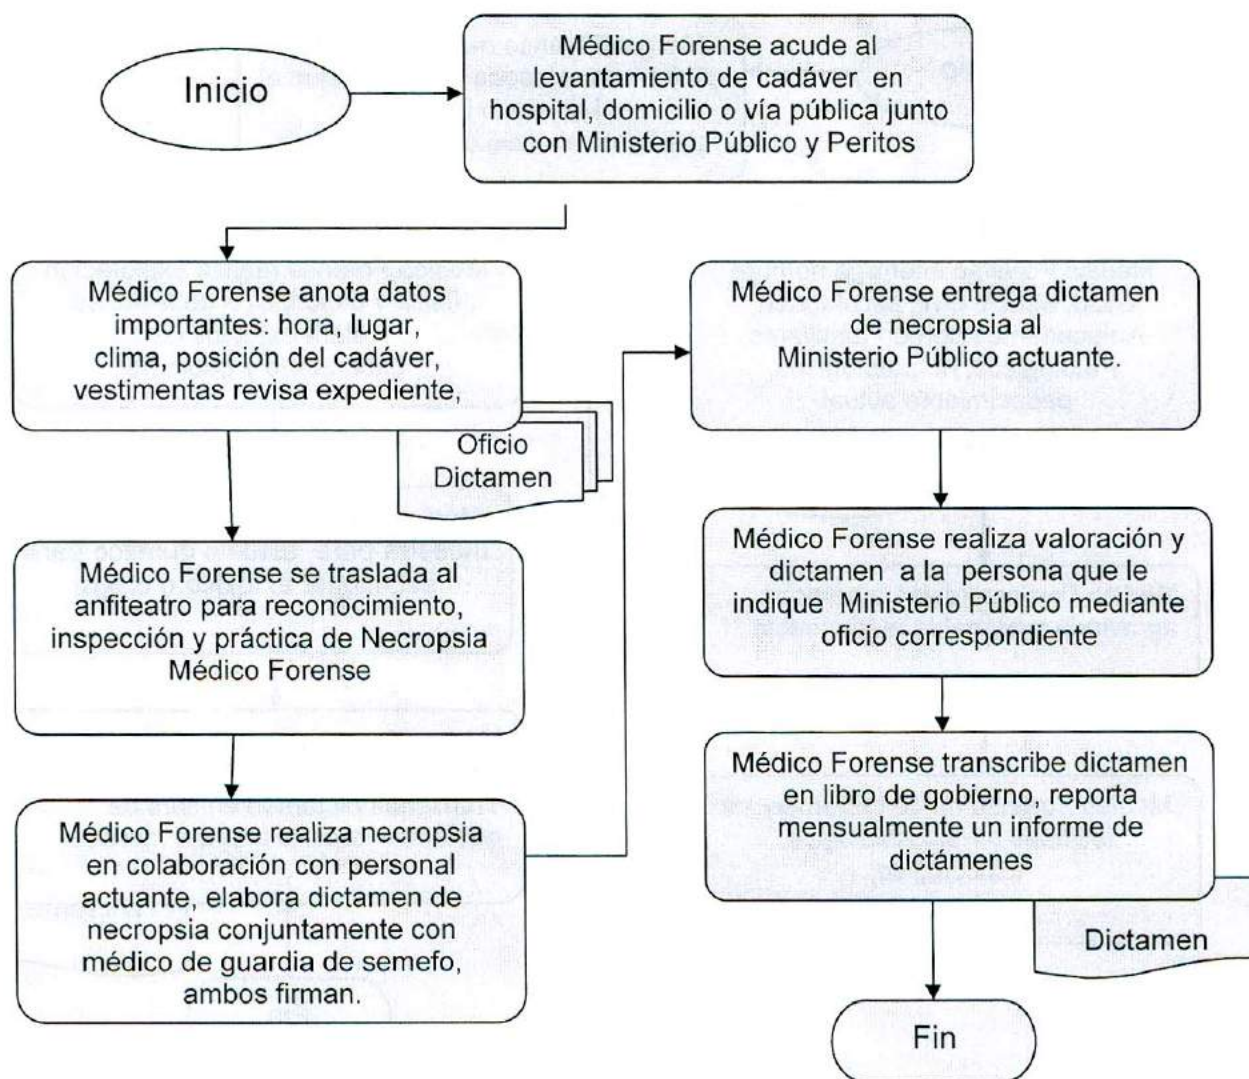 Inicio
Médico Forense acude al
levantamiento de cadáver en
hospital, domicilio o vía pública junto
con Ministerio Público y Peritos
Médico Forense anota datos
importantes: hora, lugar,
clima, posición del cadáver,
vestimentas revisa expediente,
Oficio
Dictamen
Médico Forense se traslada al
anfiteatro para reconocimiento,
inspección y práctica de Necropsia
Médico Forense
Médico Forense realiza necropsia
en colaboración con personal
actuante, elabora dictamen de
necropsia conjuntamente con
médico de guardia de semefo,
ambos firman.
Médico Forense entrega dictamen
de necropsia al
Ministerio Público actuante.
Médico Forense realiza valoración y
dictamen a la persona que le
indique Ministerio Público mediante
oficio correspondiente
Médico Forense transcribe dictamen
en libro de gobierno, reporta
mensualmente un informe de
dictámenes
Dictamen
Fin